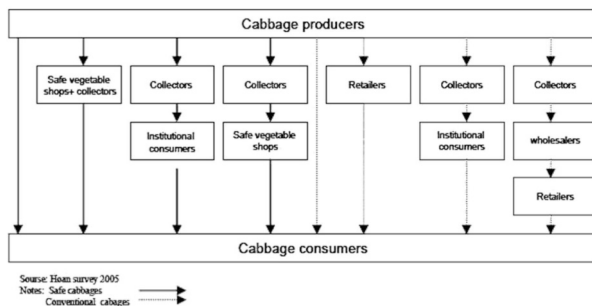 Cabbage producers
Safe vegetable
shops+ collectors
Collectors
Collectors
Retailers
Collectors
Collectors
Institutional
consumers
Safe vegetable
shops
Institutional
consumers
wholesalers
Retailers
Cabbage consumers
Sourse: Hoan survey 2005
Notes: Safe cabbages
Conventional cabages